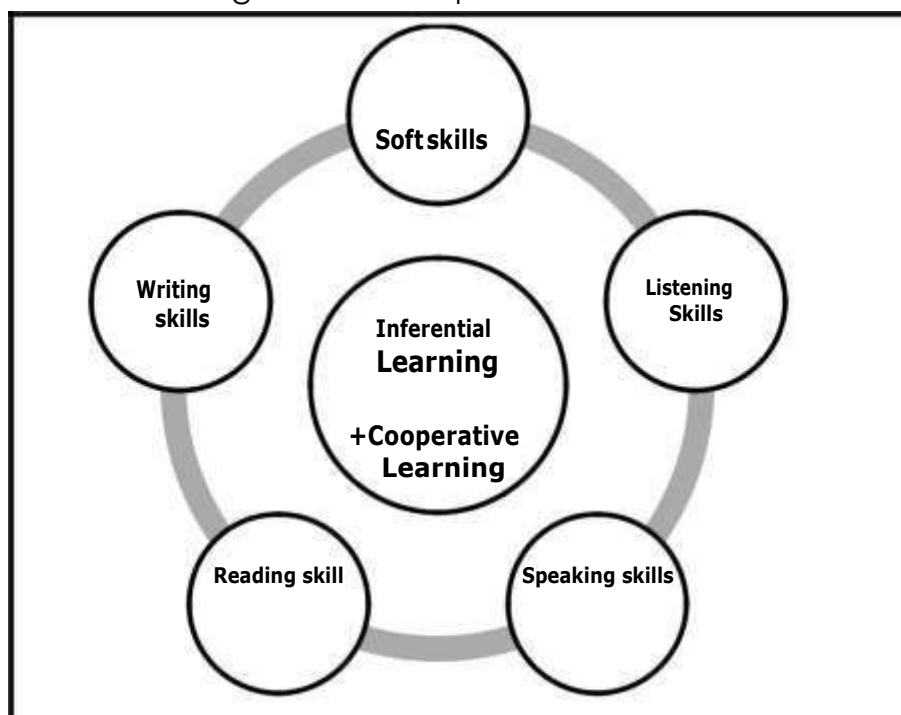 Soft skills
Writing
skills
Listening
Skills
Inferential
Learning
+Cooperative
Learning
Reading skill
Speaking skills